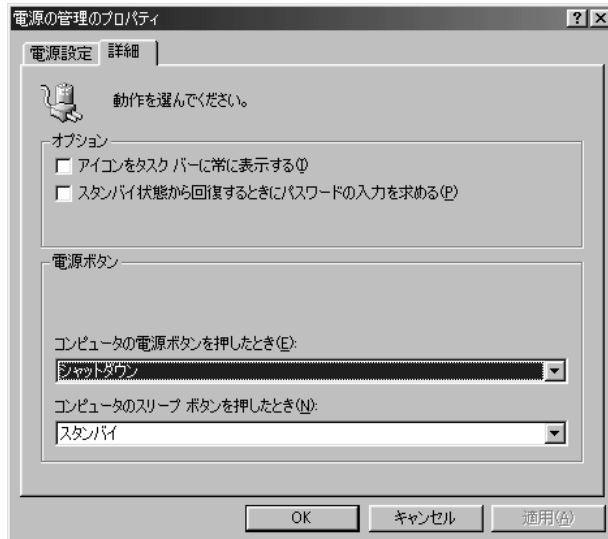 電源の管理のプロパティ
電源設定 詳細
動作を選んでください。
オプション
アイコンをタスク バーに常に表示する(I)
スタンバイ状態から回復するときにパスワードの入力を求める(P)
電源ボタン
コンピュータの電源ボタンを押したとき(E):
シャットダウン
コンピュータのスリープ ボタンを押したとき(N):
スタンバイ
OK キャンセル 適用(A)